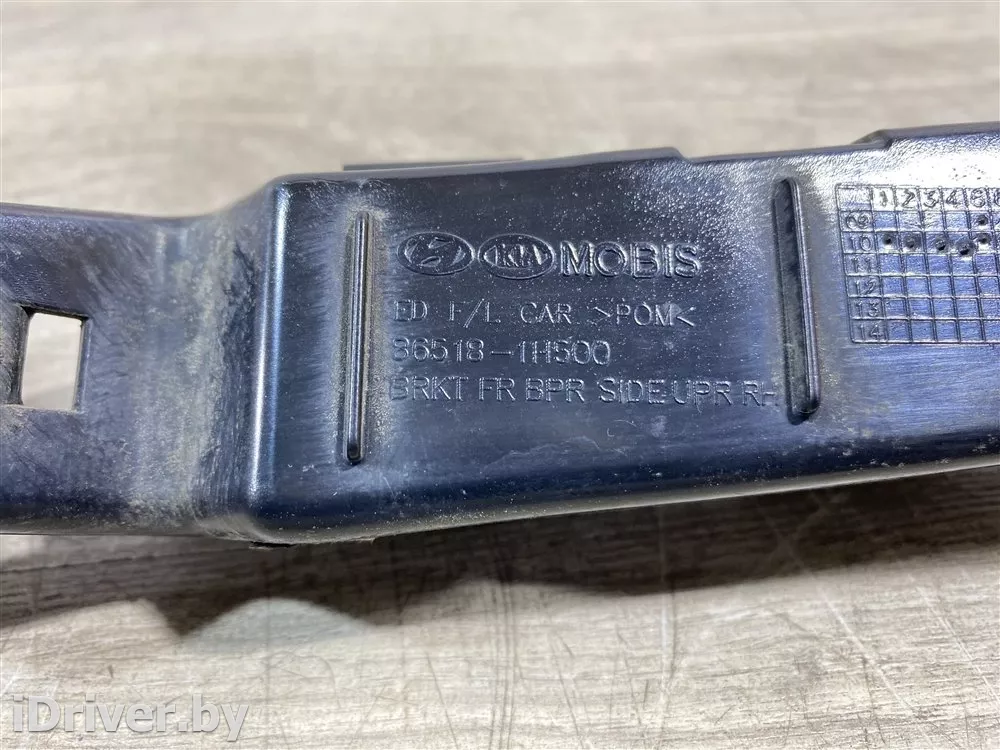 KIA MOBIS
ED F/L CAR >POM<
86518-1H500
BRKT FR BPR SIDE UPR RH
1 2 3 4 5
09
10
11
12
13
14
iDriver.by